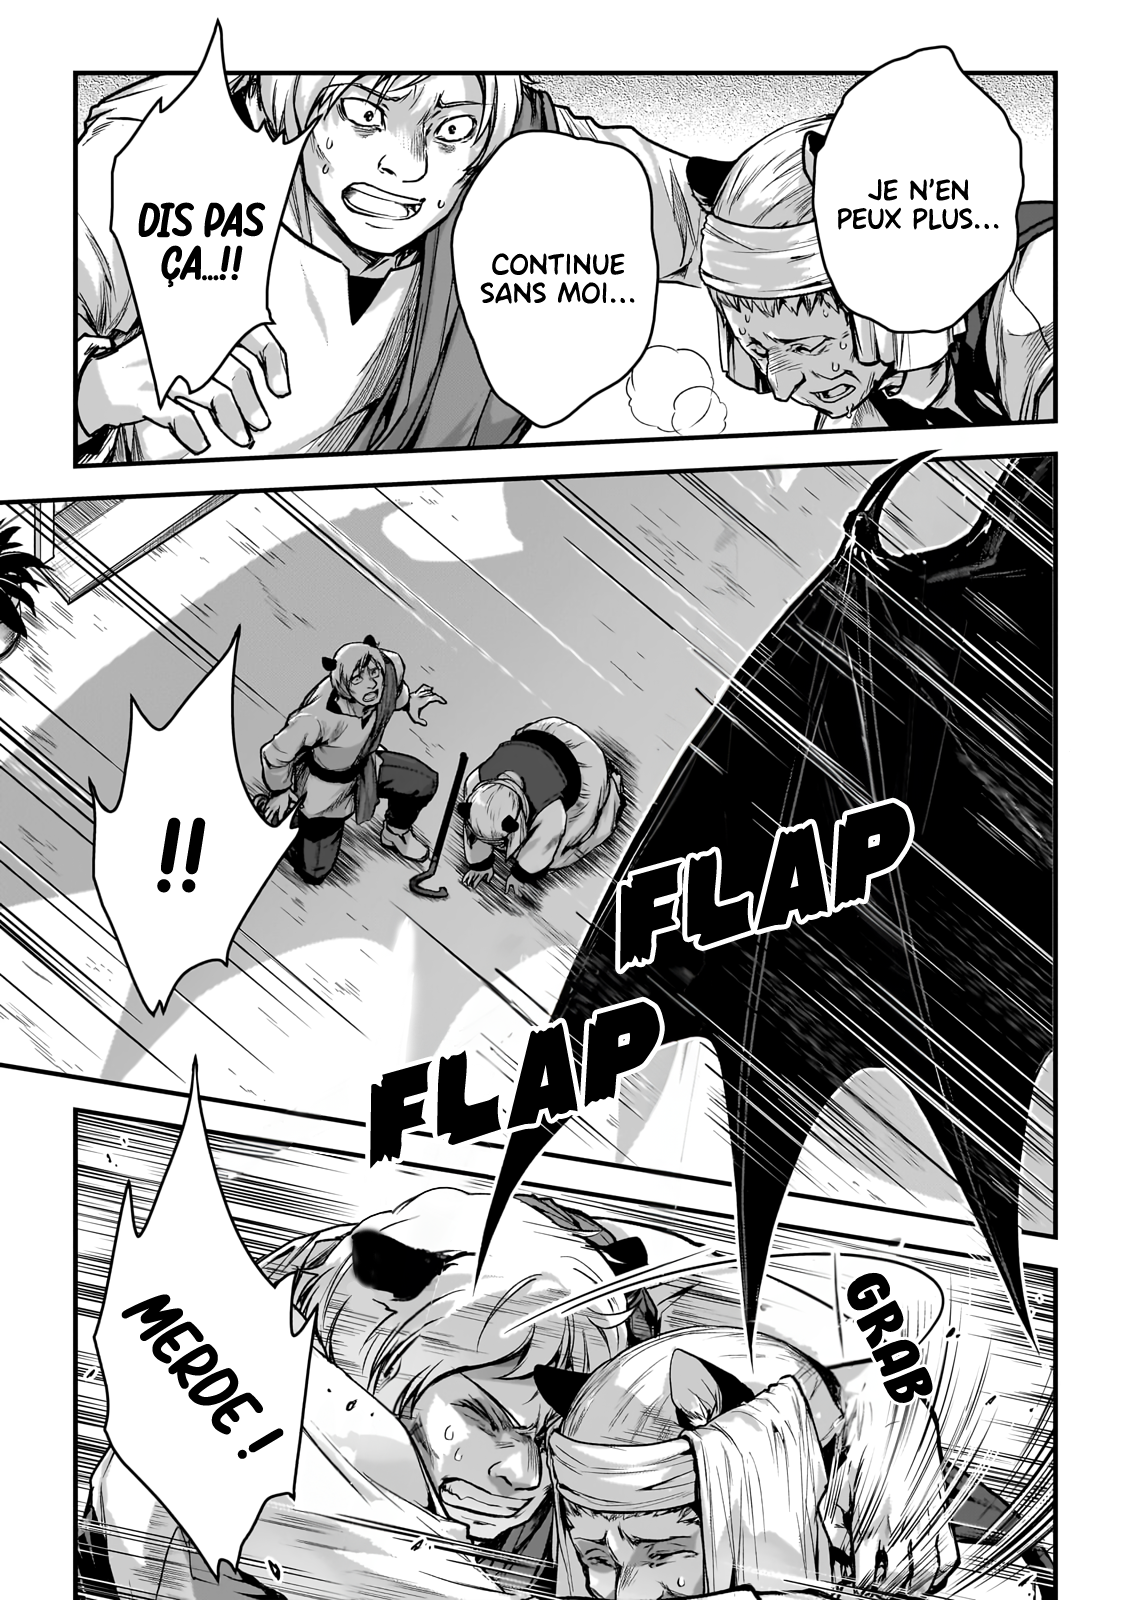 JE N'EN
PEUX PLUS...
CONTINUE
SANS MOI...
DIS PAS
ÇA...!!
!!
FLAP
FLAP
GRAB
MERDE !